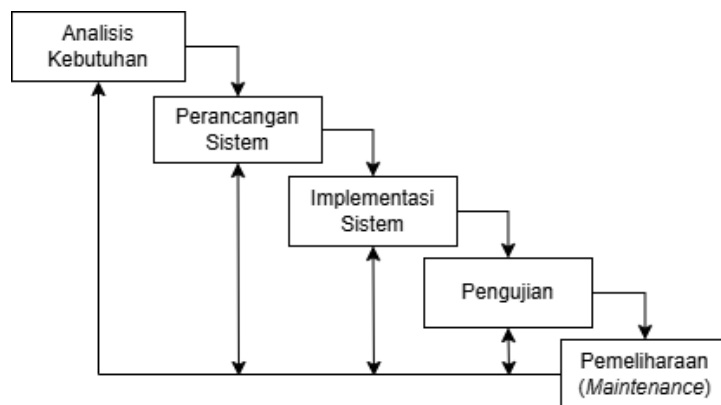 Analisis
Kebutuhan
Perancangan
Sistem
Implementasi
Sistem
Pengujian
Pemeliharaan
(Maintenance)